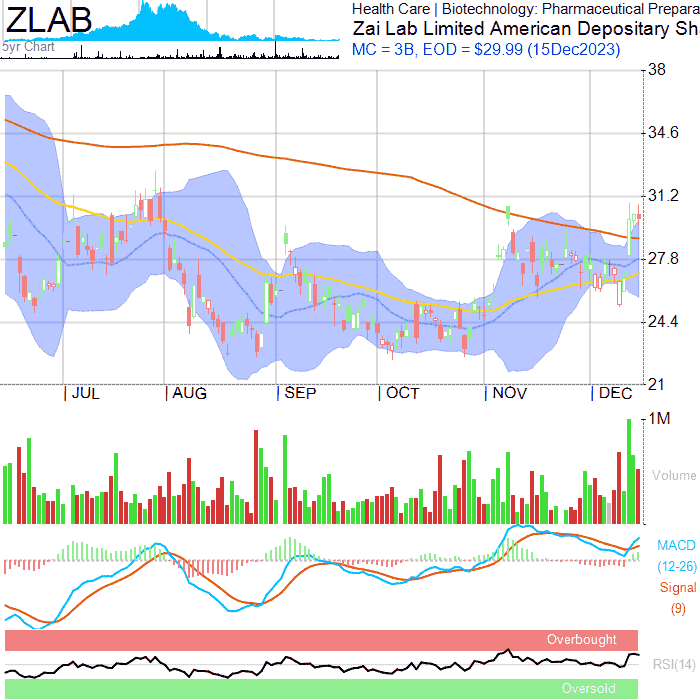 ZLAB
5yr Chart
Health Care | Biotechnology: Pharmaceutical Prepara
Zai Lab Limited American Depositary Sh
MC = 3B, EOD = $29.99 (15Dec2023)
38
34.6
31.2
27.8
24.4
21
| JUL | AUG | SEP | OCT | NOV | DEC
1M
Volume
MACD
(12-26)
Signal
(9)
Overbought
RSI(14)
Oversold